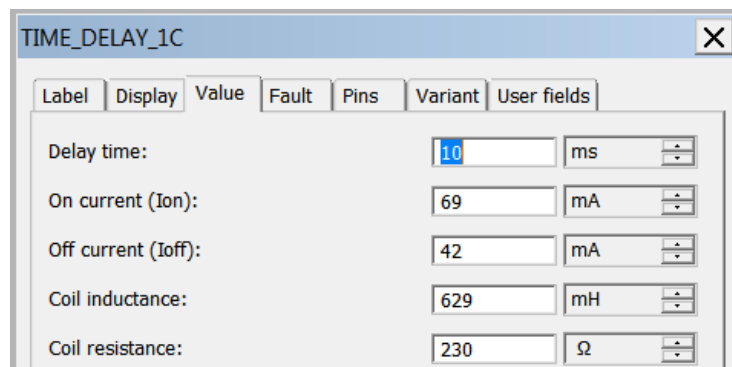 TIME_DELAY_1C
Label Display Value Fault Pins Variant User fields
Delay time: 10 ms
On current (Ion): 69 mA
Off current (Ioff): 42 mA
Coil inductance: 629 mH
Coil resistance: 230 Ω